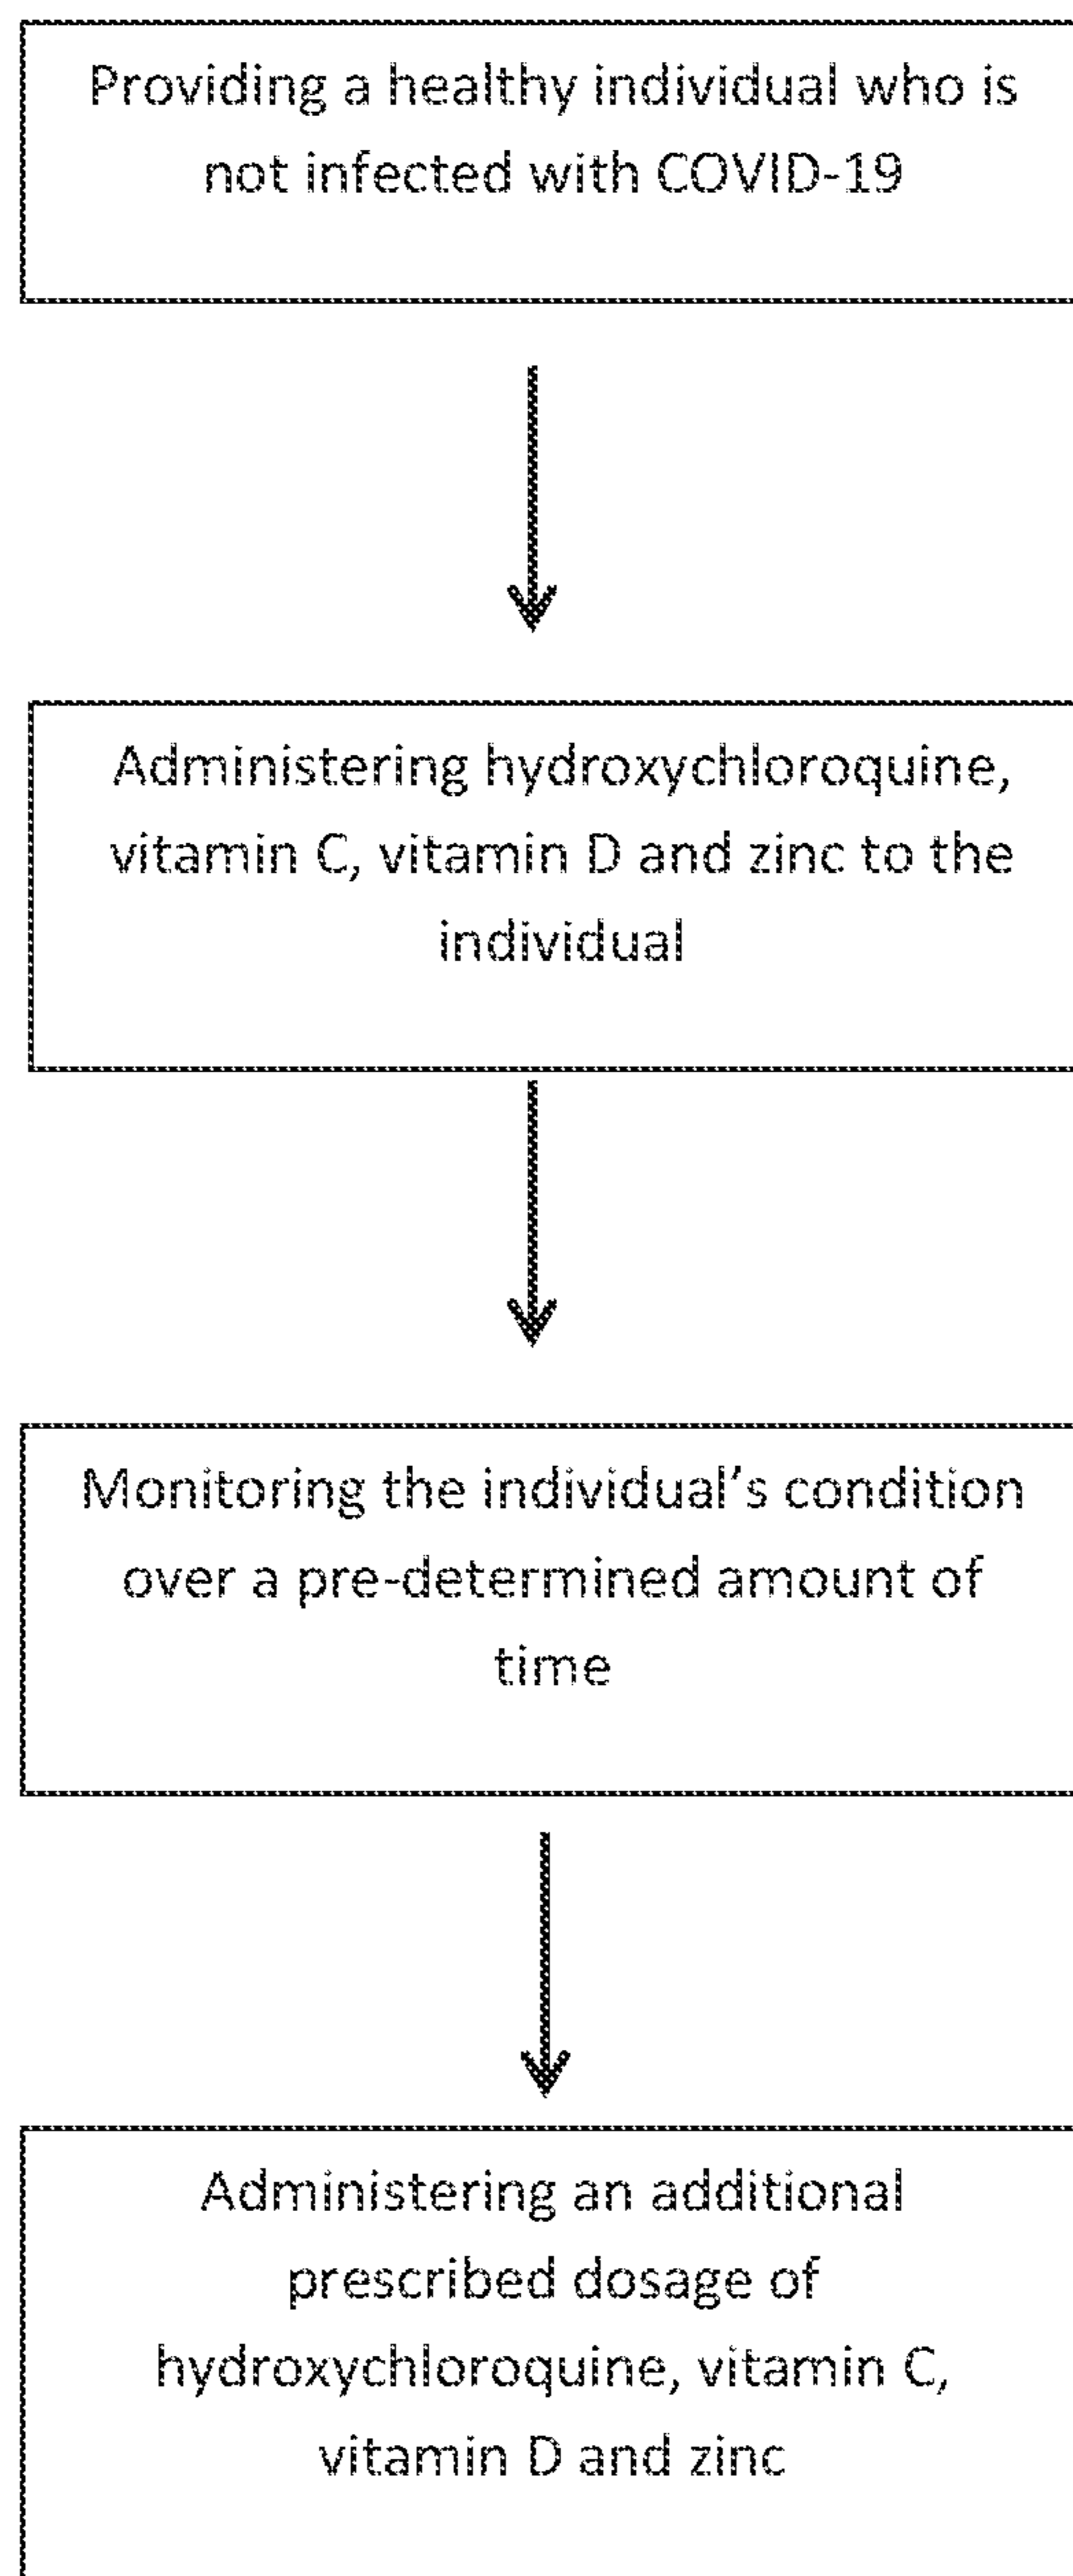 Providing a healthy individual who is
not infected with COVID-19
Administering hydroxychloroquine,
vitamin C, vitamin D and zinc to the
individual
Monitoring the individual's condition
over a pre-determined amount of
time
Administering an additional
prescribed dosage of
hydroxychloroquine, vitamin C,
vitamin D and zinc